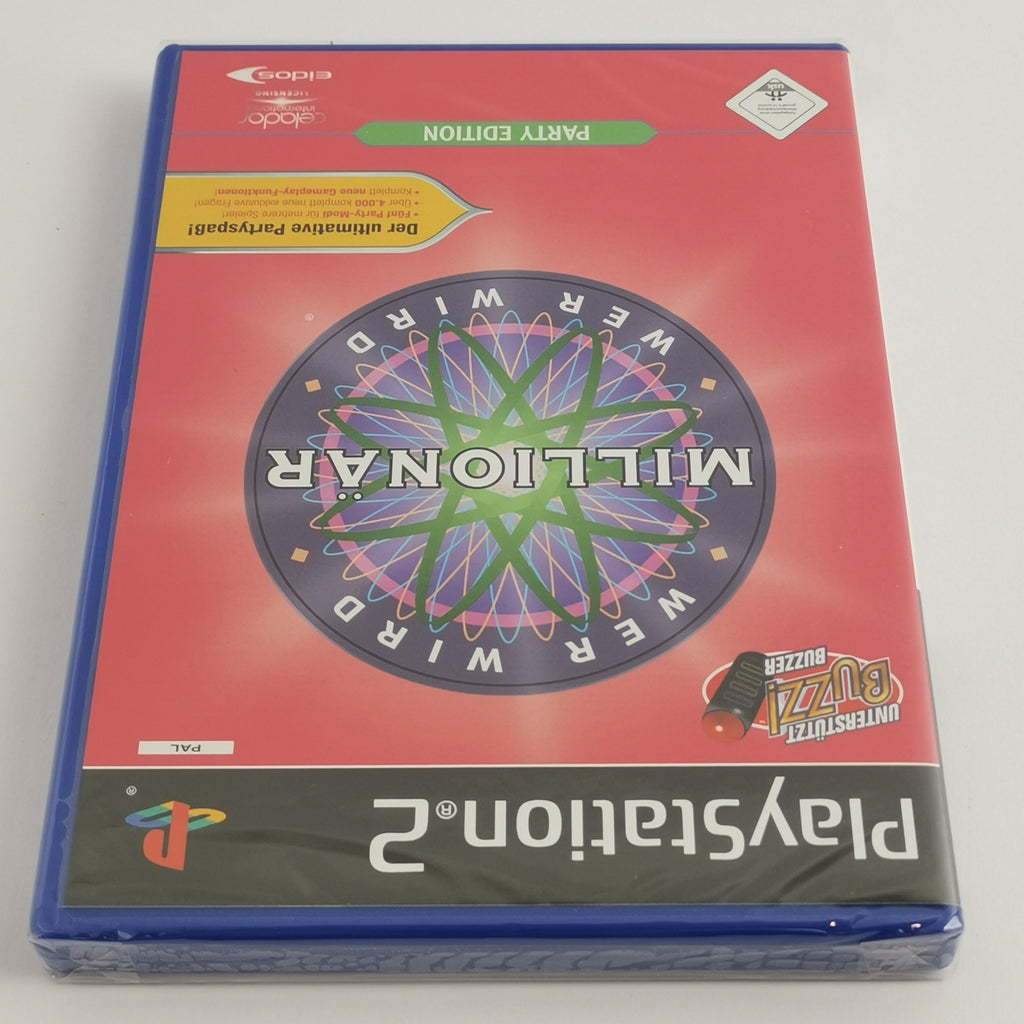 PlayStation®2
®
PAL
UNTERSTÜTZT
BUZZ!
BUZZER
WER WIRD
MILLIONÄR
WER WIRD
®
Der ultimative Partyspaß!
• Fünf Party-Modi für mehrere Spieler!
• Über 4.000 komplett neue exklusive Fragen!
• Komplett neue Gameplay-Funktionen!
PARTY EDITION
celador
international
LICENSING
eidos
usk